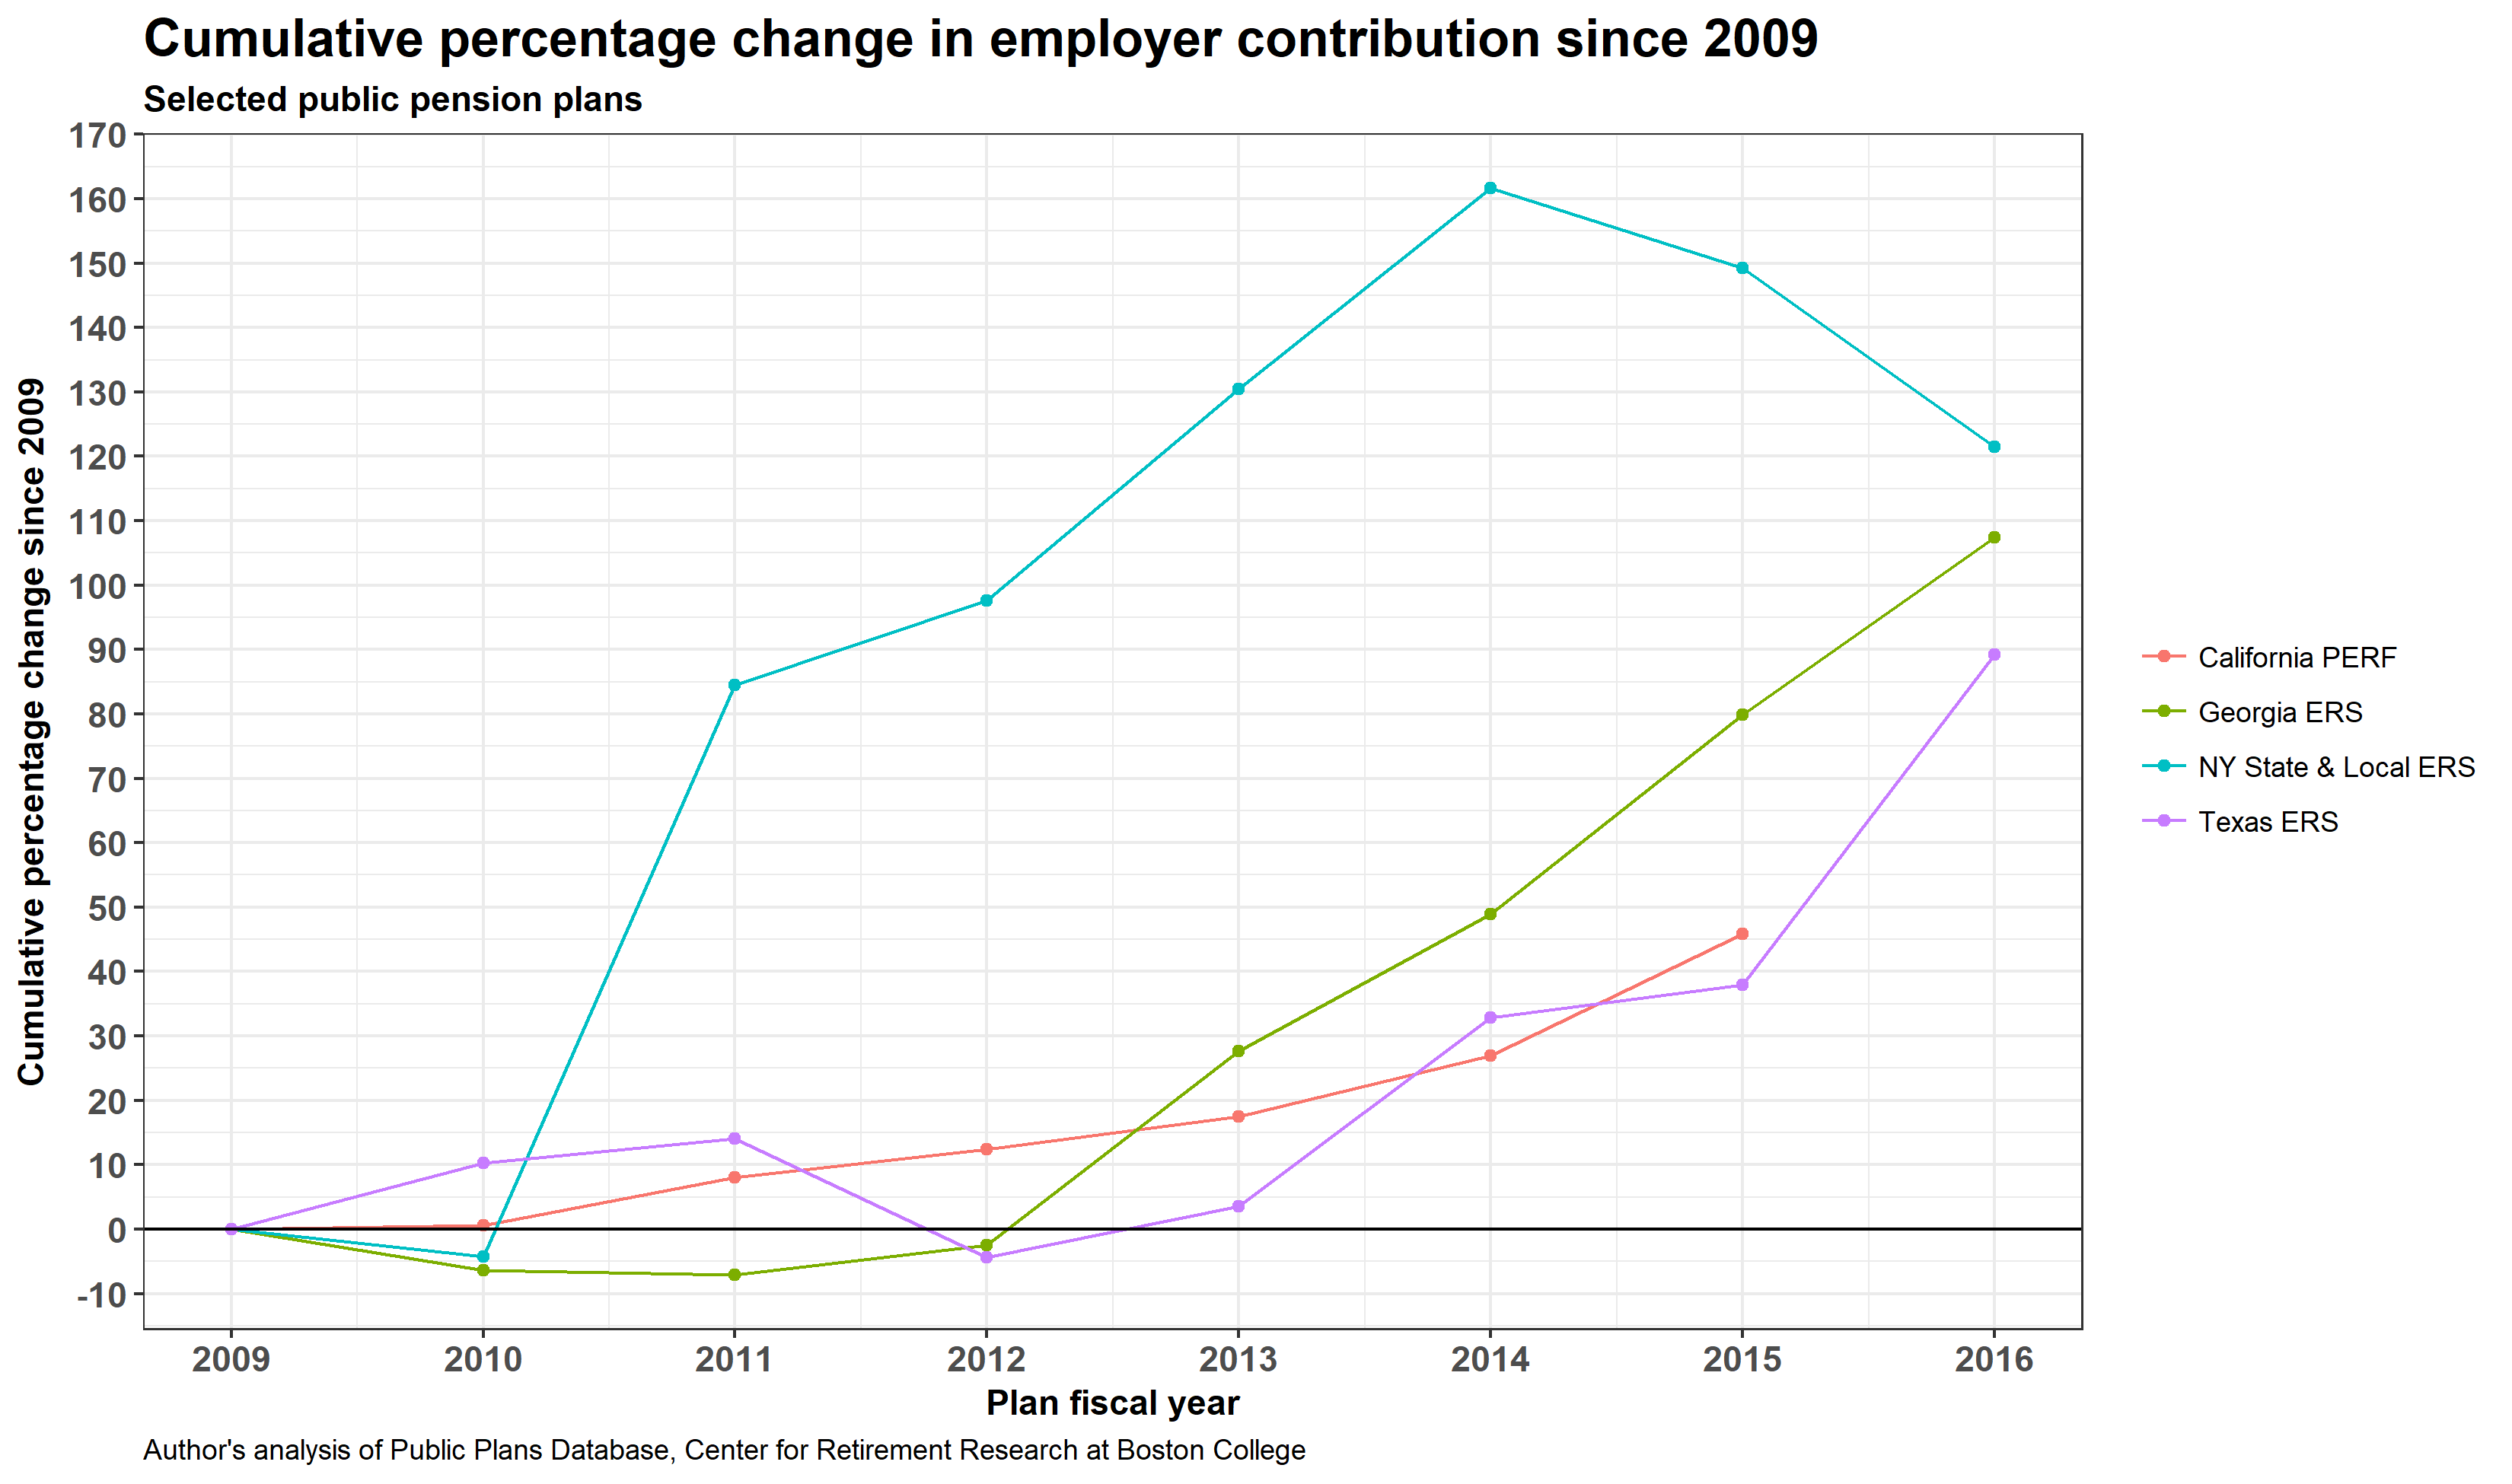 Cumulative percentage change in employer contribution since 2009
Selected public pension plans
Cumulative percentage change since 2009
170
160
150
140
130
120
110
100
90
80
70
60
50
40
30
20
10
0
-10
2009 2010 2011 2012 2013 2014 2015 2016
Plan fiscal year
California PERF
Georgia ERS
NY State & Local ERS
Texas ERS
Author's analysis of Public Plans Database, Center for Retirement Research at Boston College